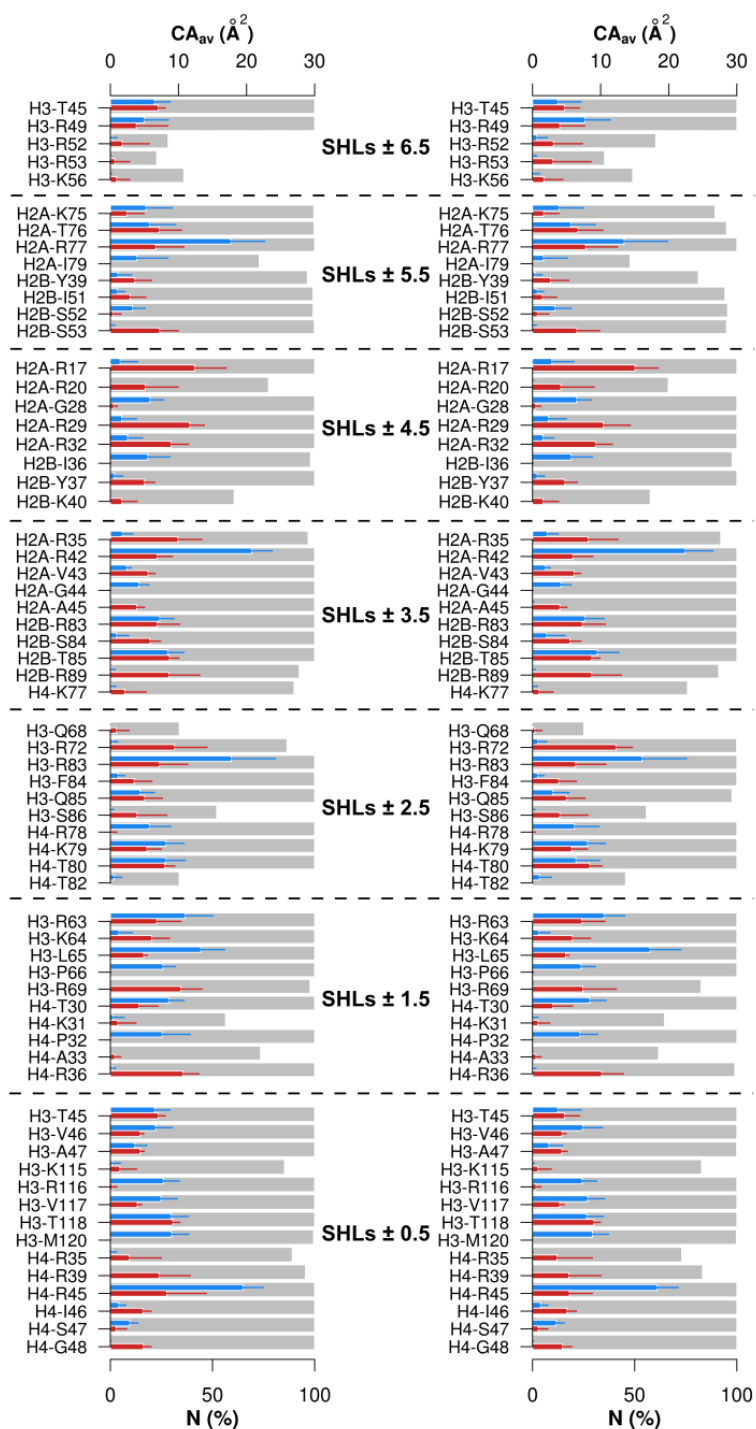 CAav (Å2) CAav (Å2)
0 10 20 30 0 10 20 30
H3-T45 H3-T45
H3-R49 H3-R49
H3-R52 H3-R52
H3-R53 H3-R53
H3-K56 H3-K56
SHLs ± 6.5
H2A-K75 H2A-K75
H2A-T76 H2A-T76
H2A-R77 H2A-R77
H2A-I79 H2A-I79
H2B-Y39 H2B-Y39
H2B-I51 H2B-I51
H2B-S52 H2B-S52
H2B-S53 H2B-S53
SHLs ± 5.5
H2A-R17 H2A-R17
H2A-R20 H2A-R20
H2A-G28 H2A-G28
H2A-R29 H2A-R29
H2A-R32 H2A-R32
H2B-I36 H2B-I36
H2B-Y37 H2B-Y37
H2B-K40 H2B-K40
SHLs ± 4.5
H2A-R35 H2A-R35
H2A-R42 H2A-R42
H2A-V43 H2A-V43
H2A-G44 H2A-G44
H2A-A45 H2A-A45
H2B-R83 H2B-R83
H2B-S84 H2B-S84
H2B-T85 H2B-T85
H2B-R89 H2B-R89
H4-K77 H4-K77
SHLs ± 3.5
H3-Q68 H3-Q68
H3-R72 H3-R72
H3-R83 H3-R83
H3-F84 H3-F84
H3-Q85 H3-Q85
H3-S86 H3-S86
H4-R78 H4-R78
H4-K79 H4-K79
H4-T80 H4-T80
H4-T82 H4-T82
SHLs ± 2.5
H3-R63 H3-R63
H3-K64 H3-K64
H3-L65 H3-L65
H3-P66 H3-P66
H3-R69 H3-R69
H4-T30 H4-T30
H4-K31 H4-K31
H4-P32 H4-P32
H4-A33 H4-A33
H4-R36 H4-R36
SHLs ± 1.5
H3-T45 H3-T45
H3-V46 H3-V46
H3-A47 H3-A47
H3-K115 H3-K115
H3-R116 H3-R116
H3-V117 H3-V117
H3-T118 H3-T118
H3-M120 H3-M120
H4-R35 H4-R35
H4-R39 H4-R39
H4-R45 H4-R45
H4-I46 H4-I46
H4-S47 H4-S47
H4-G48 H4-G48
SHLs ± 0.5
0 50 100 0 50 100
N (%) N (%)